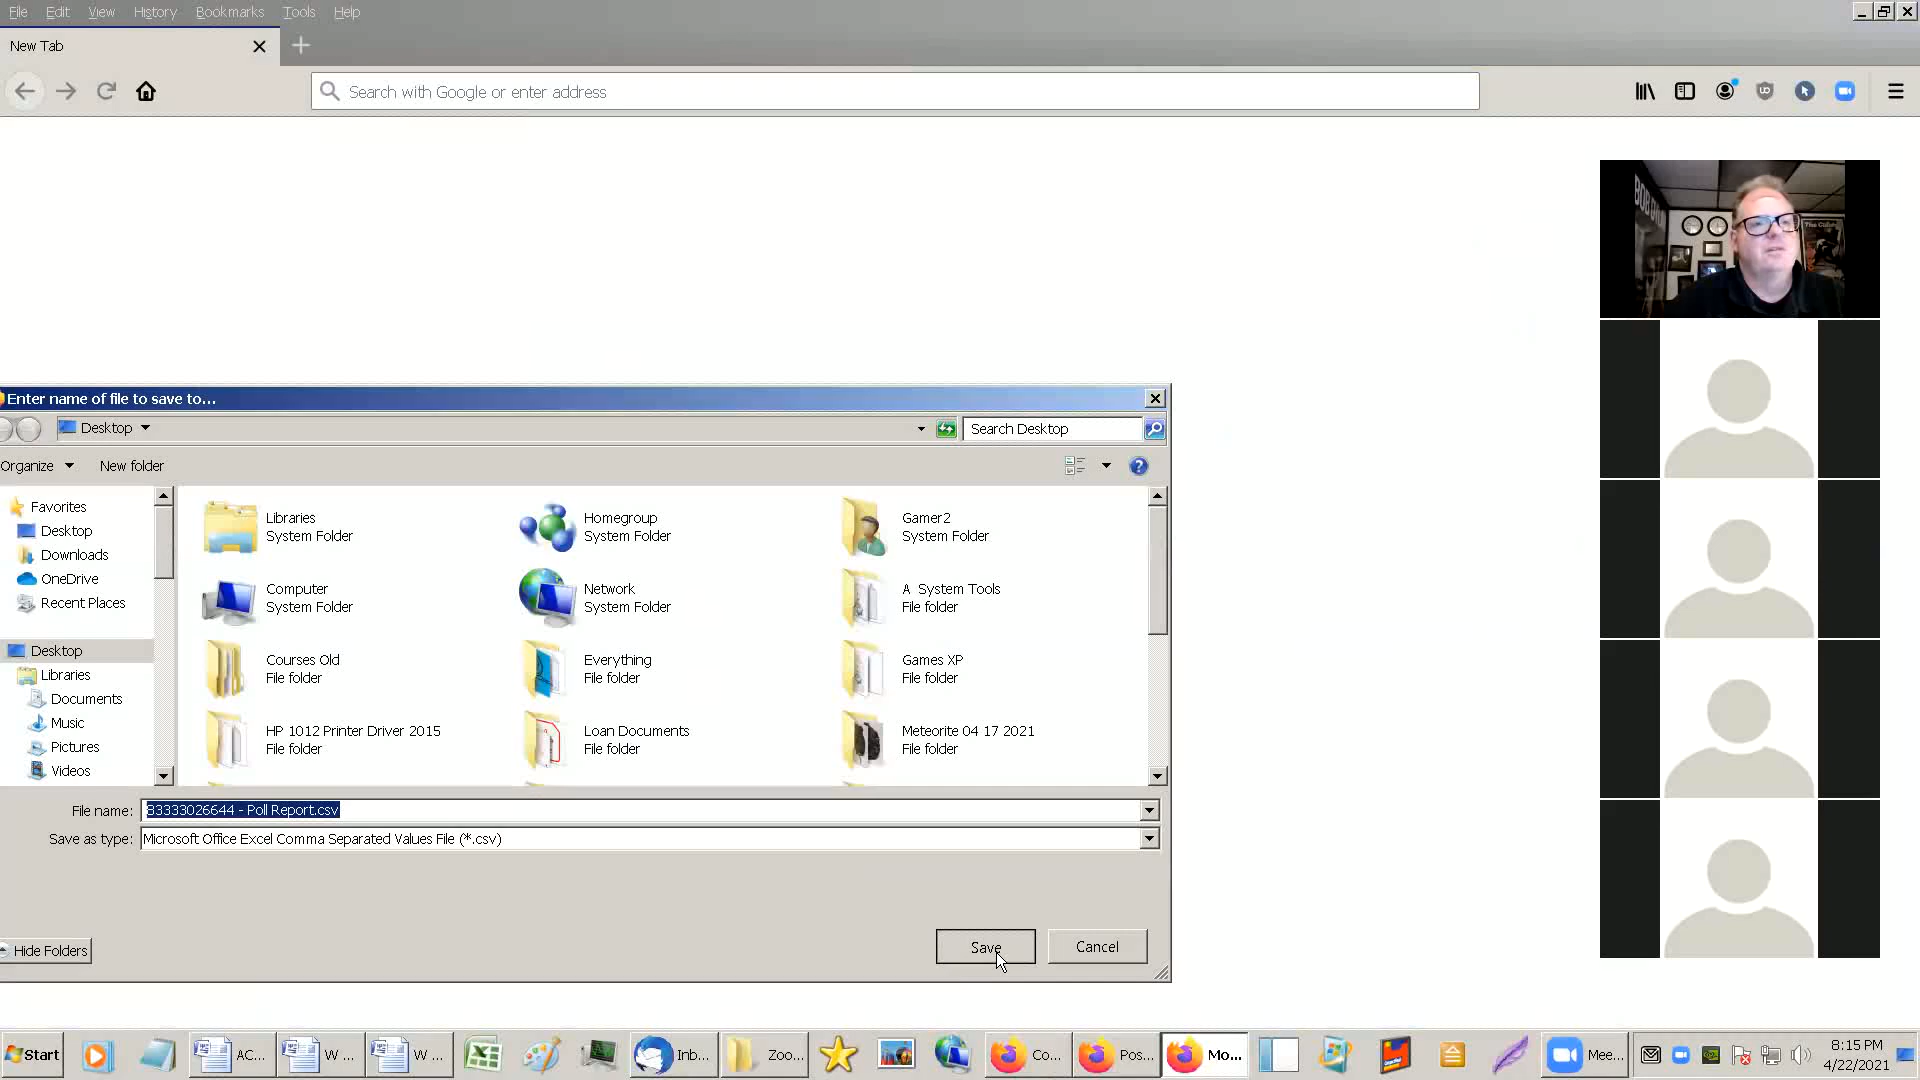 File Edit View History Bookmarks Tools Help
New Tab
Search with Google or enter address
BOB DYLAN
Enter name of file to save to...
Desktop
Search Desktop
Organize New folder
Favorites
Desktop
Downloads
OneDrive
Recent Places
Desktop
Libraries
Documents
Music
Pictures
Videos
Libraries
System Folder
Homegroup
System Folder
Gamer2
System Folder
Computer
System Folder
Network
System Folder
A System Tools
File folder
Courses Old
File folder
Everything
File folder
Games XP
File folder
HP 1012 Printer Driver 2015
File folder
Loan Documents
File folder
Meteorite 04 17 2021
File folder
File name: 83333026644 - Poll Report.csv
Save as type: Microsoft Office Excel Comma Separated Values File (*.csv)
Hide Folders
Save
Cancel
Start
AC...
W ...
W ...
Inb...
Zoo...
Co...
Pos...
Mo...
Mee...
8:15 PM
4/22/2021